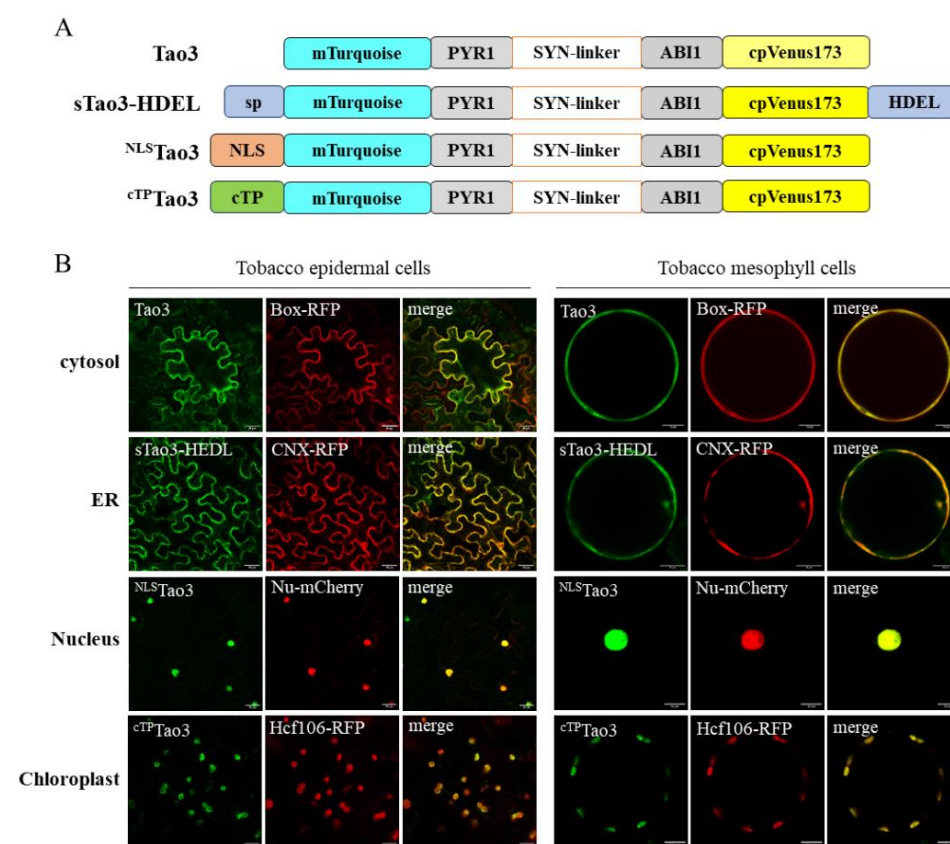 A
Tao3 mTurquoise PYR1 SYN-linker ABI1 cpVenus173
sTao3-HDEL sp mTurquoise PYR1 SYN-linker ABI1 cpVenus173 HDEL
NLSTao3 NLS mTurquoise PYR1 SYN-linker ABI1 cpVenus173
cTPTao3 cTP mTurquoise PYR1 SYN-linker ABI1 cpVenus173
B
Tobacco epidermal cells Tobacco mesophyll cells
cytosol Tao3 Box-RFP merge Tao3 Box-RFP merge
ER sTao3-HEDL CNX-RFP merge sTao3-HEDL CNX-RFP merge
Nucleus NLSTao3 Nu-mCherry merge NLSTao3 Nu-mCherry merge
Chloroplast cTPTao3 Hcf106-RFP merge cTPTao3 Hcf106-RFP merge